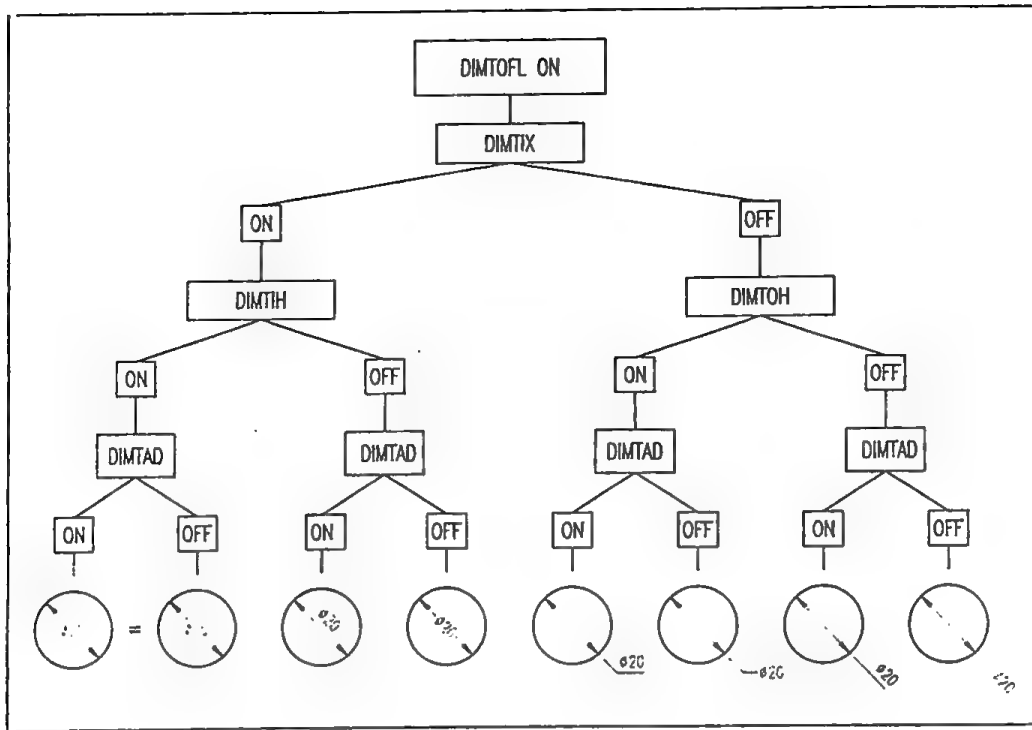 DIMTOFL ON
DIMTIX
ON OFF
DIMTIH DIMTOH
ON OFF ON OFF
DIMTAD DIMTAD DIMTAD DIMTAD
ON OFF ON OFF ON OFF ON OFF
= ø20 ø20
ø20 ø20 ø20